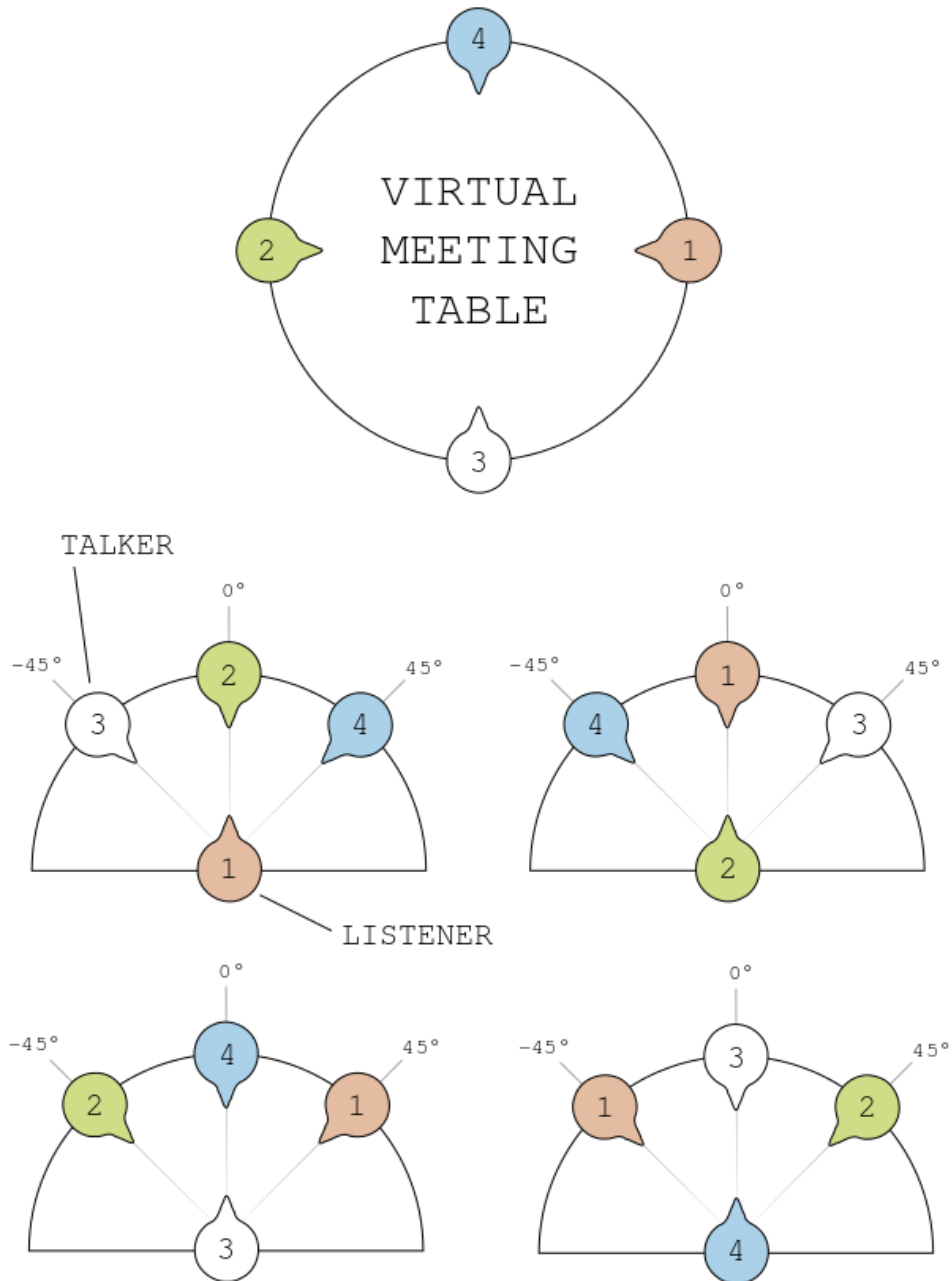 4
VIRTUAL
2 MEETING 1
TABLE
3
TALKER
0° 0°
-45° 2 45° -45° 1 45°
3 4 4 3
1 2
LISTENER
0° 0°
-45° 4 45° -45° 3 45°
2 1 1 2
3 4